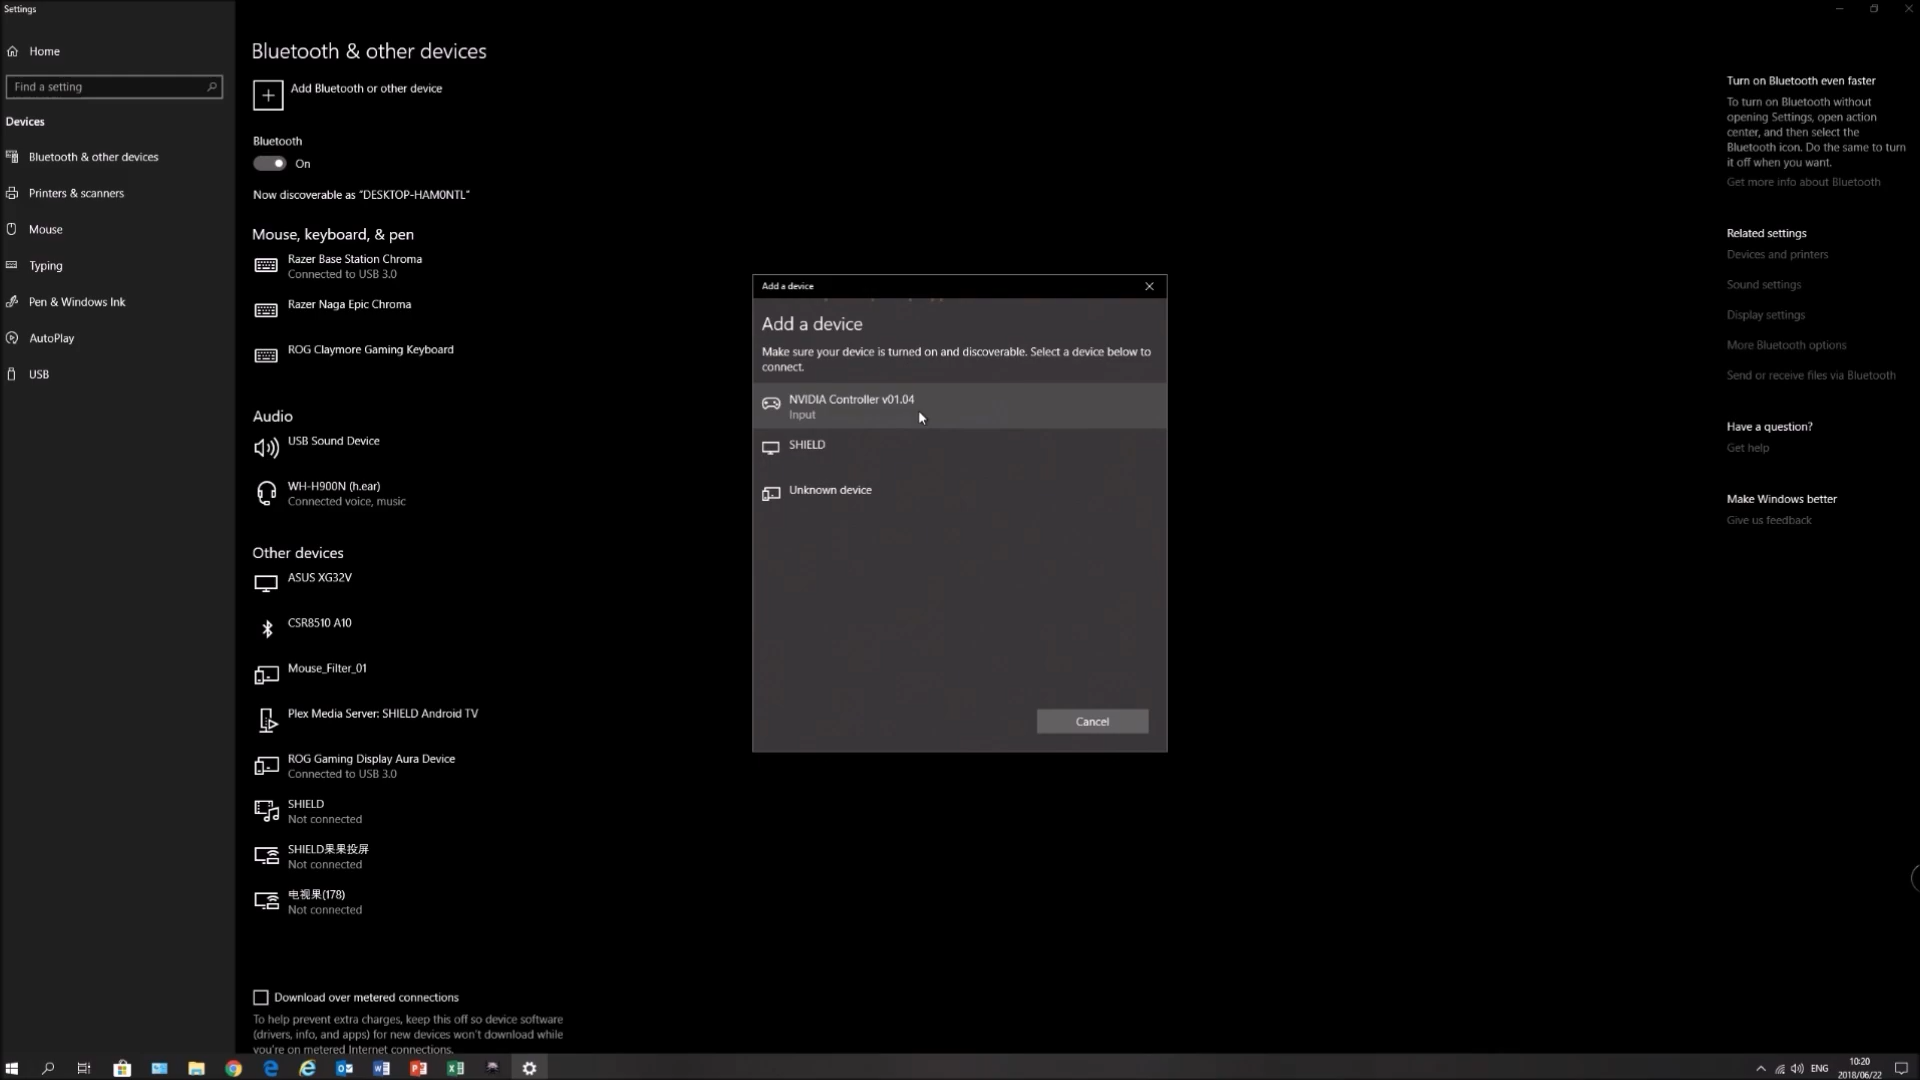 Settings
Home
Find a setting
Devices
Bluetooth & other devices
Printers & scanners
Mouse
Typing
Pen & Windows Ink
AutoPlay
USB
Bluetooth & other devices
Add Bluetooth or other device
Bluetooth
On
Now discoverable as “DESKTOP-HAM0NTL”
Mouse, keyboard, & pen
Razer Base Station Chroma
Connected to USB 3.0
Razer Naga Epic Chroma
ROG Claymore Gaming Keyboard
Audio
USB Sound Device
WH-H900N (h.ear)
Connected voice, music
Other devices
ASUS XG32V
CSR8510 A10
Mouse_Filter_01
Plex Media Server: SHIELD Android TV
ROG Gaming Display Aura Device
Connected to USB 3.0
SHIELD
Not connected
SHIELD果果投屏
Not connected
电视果(178)
Not connected
Download over metered connections
To help prevent extra charges, keep this off so device software
(drivers, info, and apps) for new devices won't download while
you're on metered Internet connections.
Add a device
Add a device
Make sure your device is turned on and discoverable. Select a device below to
connect.
NVIDIA Controller v01.04
Input
SHIELD
Unknown device
Cancel
Turn on Bluetooth even faster
To turn on Bluetooth without
opening Settings, open action
center, and then select the
Bluetooth icon. Do the same to turn
it off when you want.
Get more info about Bluetooth
Related settings
Devices and printers
Sound settings
Display settings
More Bluetooth options
Send or receive files via Bluetooth
Have a question?
Get help
Make Windows better
Give us feedback
ENG
10:20
2018/06/22